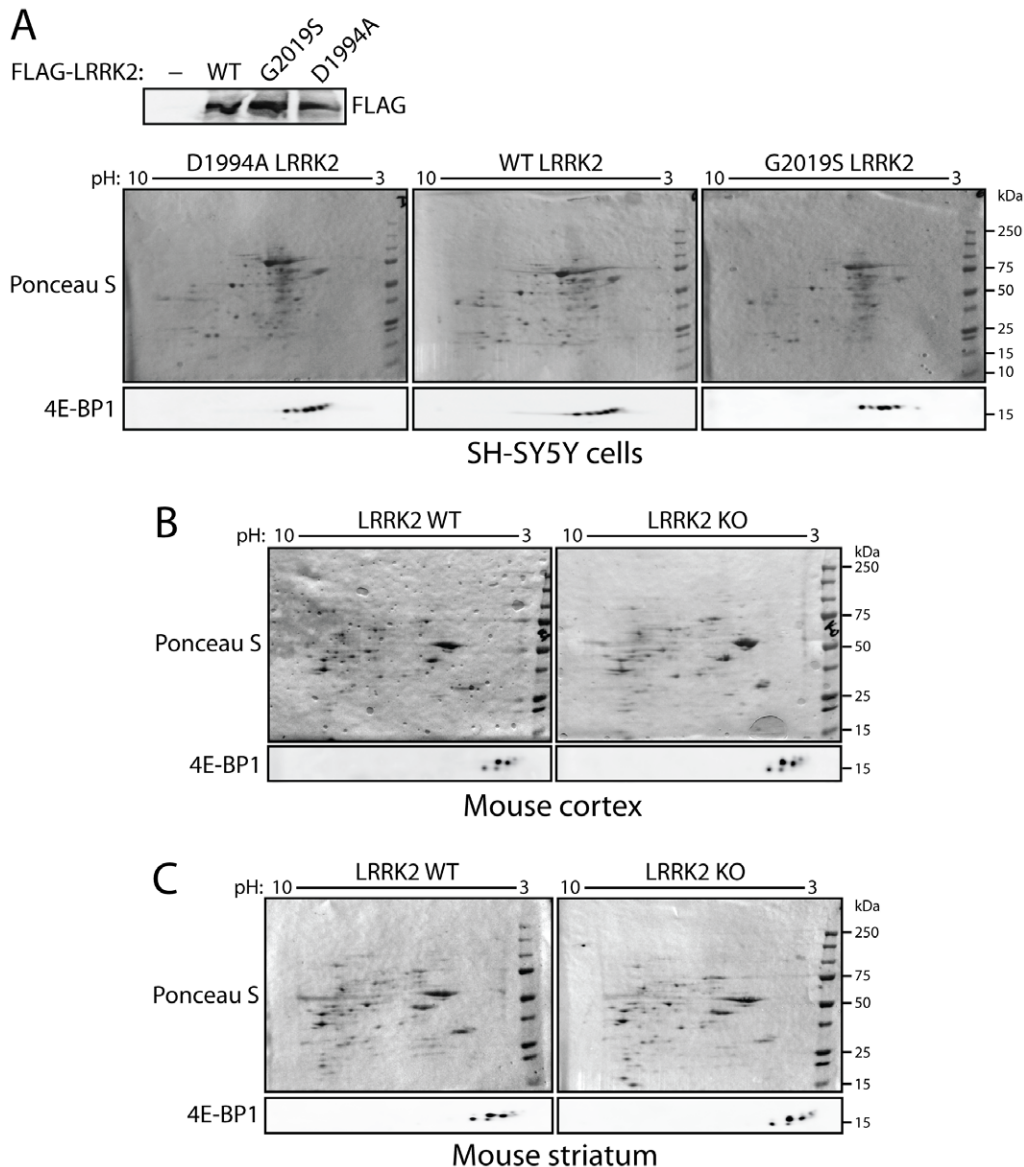 A
FLAG-LRRK2: – WT G2019S D1994A
FLAG
D1994A LRRK2 WT LRRK2 G2019S LRRK2
pH: 10 3 10 3 10 3
kDa
250
Ponceau S
75
50
25
15
10
4E-BP1
15
SH-SY5Y cells
B
LRRK2 WT LRRK2 KO
pH: 10 3 10 3
kDa
250
75
Ponceau S
50
25
15
4E-BP1
15
Mouse cortex
C
LRRK2 WT LRRK2 KO
pH: 10 3 10 3
kDa
250
75
Ponceau S
50
25
15
4E-BP1
15
Mouse striatum